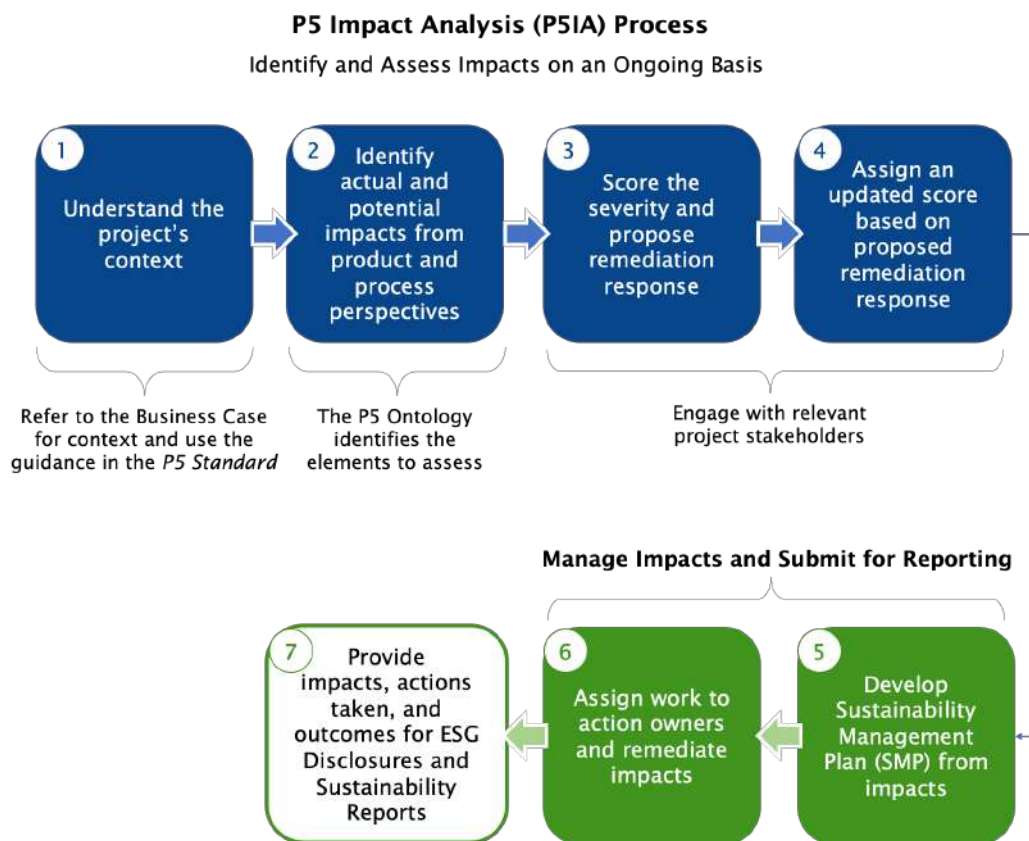 P5 Impact Analysis (P5IA) Process
Identify and Assess Impacts on an Ongoing Basis
1
Understand the
project's
context
2
Identify
actual and
potential
impacts from
product and
process
perspectives
3
Score the
severity and
propose
remediation
response
4
Assign an
updated score
based on
proposed
remediation
response
Refer to the Business Case
for context and use the
guidance in the P5 Standard
The P5 Ontology
identifies the
elements to assess
Engage with relevant
project stakeholders
Manage Impacts and Submit for Reporting
7
Provide
impacts, actions
taken, and
outcomes for ESG
Disclosures and
Sustainability
Reports
6
Assign work to
action owners
and remediate
impacts
5
Develop
Sustainability
Management
Plan (SMP) from
impacts